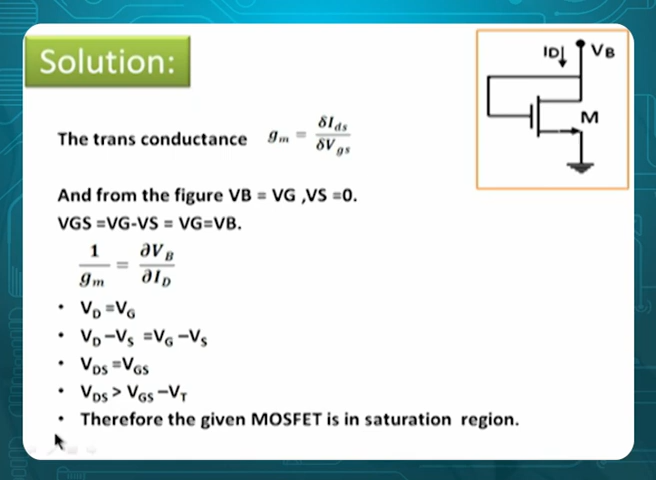 Solution:
ID↓ VB
M
The trans conductance gm = δIds / δVgs
And from the figure VB = VG ,VS =0.
VGS =VG-VS = VG=VB.
1 / gm = ∂VB / ∂ID
• VD =VG
• VD –VS =VG –VS
• VDS =VGS
• VDS > VGS –VT
• Therefore the given MOSFET is in saturation region.